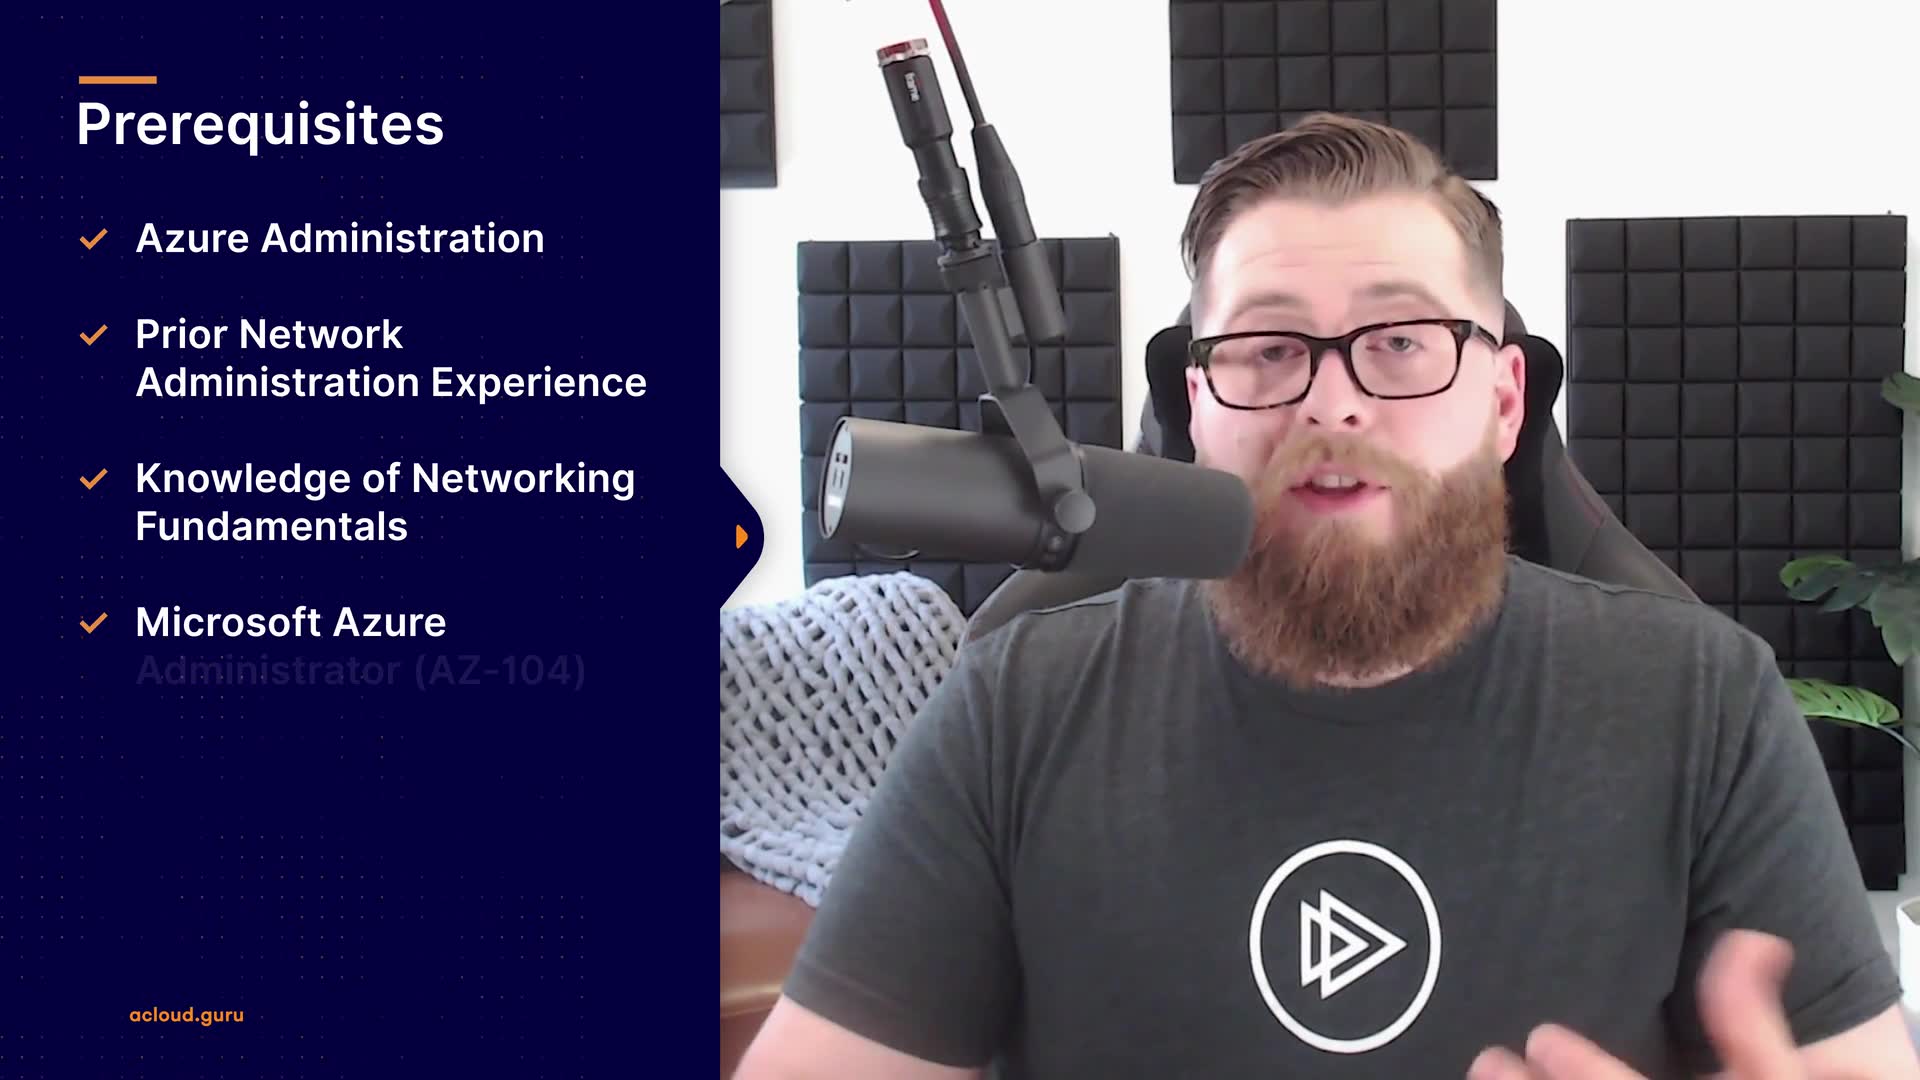 Prerequisites
Azure Administration
Prior Network
Administration Experience
Knowledge of Networking
Fundamentals
Microsoft Azure
Administrator (AZ-104)
acloud.guru